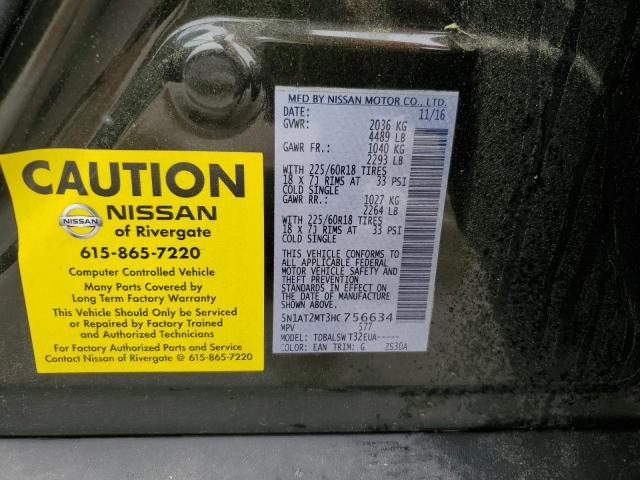 CAUTION
NISSAN
NISSAN
of Rivergate
615-865-7220
Computer Controlled Vehicle
Many Parts Covered by
Long Term Factory Warranty
This Vehicle Should Only be Serviced
or Repaired by Factory Trained
and Authorized Technicians
For Factory Authorized Parts and Service
Contact Nissan of Rivergate @ 615-865-7220
MFD BY NISSAN MOTOR CO., LTD.
DATE: 11/16
GVWR: 2036 KG
4489 LB
GAWR FR.: 1040 KG
2293 LB
WITH 225/60R18 TIRES
18 X 7J RIMS AT 33 PSI
COLD SINGLE
GAWR RR.: 1027 KG
2264 LB
WITH 225/60R18 TIRES
18 X 7J RIMS AT 33 PSI
COLD SINGLE
THIS VEHICLE CONFORMS TO
ALL APPLICABLE FEDERAL
MOTOR VEHICLE SAFETY AND
THEFT PREVENTION
STANDARDS IN EFFECT ON
THE DATE OF MANUFACTURE
SHOWN ABOVE.
5N1AT2MT3HC756634
MPV 577
MODEL: TDBALSWT32EUA-----
COLOR: EAN TRIM: G 2S30A